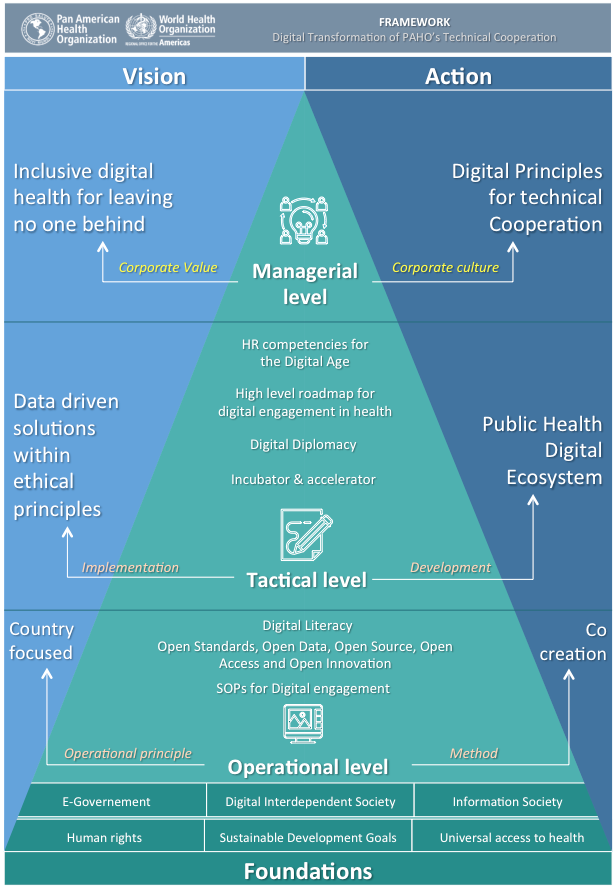 Pan American
Health
Organization
World Health
Organization
REGIONAL OFFICE FOR THE Americas
FRAMEWORK
Digital Transformation of PAHO's Technical Cooperation
Vision
Action
Inclusive digital
health for leaving
no one behind
Digital Principles
for technical
Cooperation
Corporate Value
Corporate culture
Managerial
level
HR competencies for
the Digital Age
High level roadmap for
digital engagement in health
Digital Diplomacy
Incubator & accelerator
Data driven
solutions
within
ethical
principles
Public Health
Digital
Ecosystem
Implementation
Development
Tactical level
Country
focused
Digital Literacy
Open Standards, Open Data, Open Source, Open
Access and Open Innovation
SOPs for Digital engagement
Co
creation
Operational principle
Method
Operational level
E-Governement
Digital Interdependent Society
Information Society
Human rights
Sustainable Development Goals
Universal access to health
Foundations